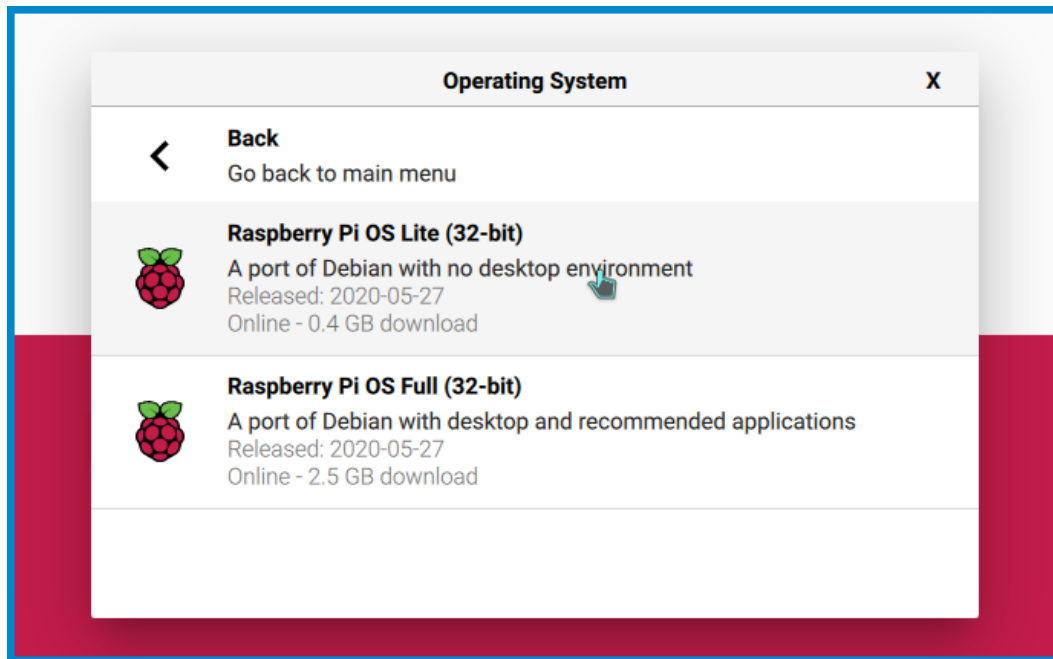 Operating System X
Back
Go back to main menu
Raspberry Pi OS Lite (32-bit)
A port of Debian with no desktop environment
Released: 2020-05-27
Online - 0.4 GB download
Raspberry Pi OS Full (32-bit)
A port of Debian with desktop and recommended applications
Released: 2020-05-27
Online - 2.5 GB download